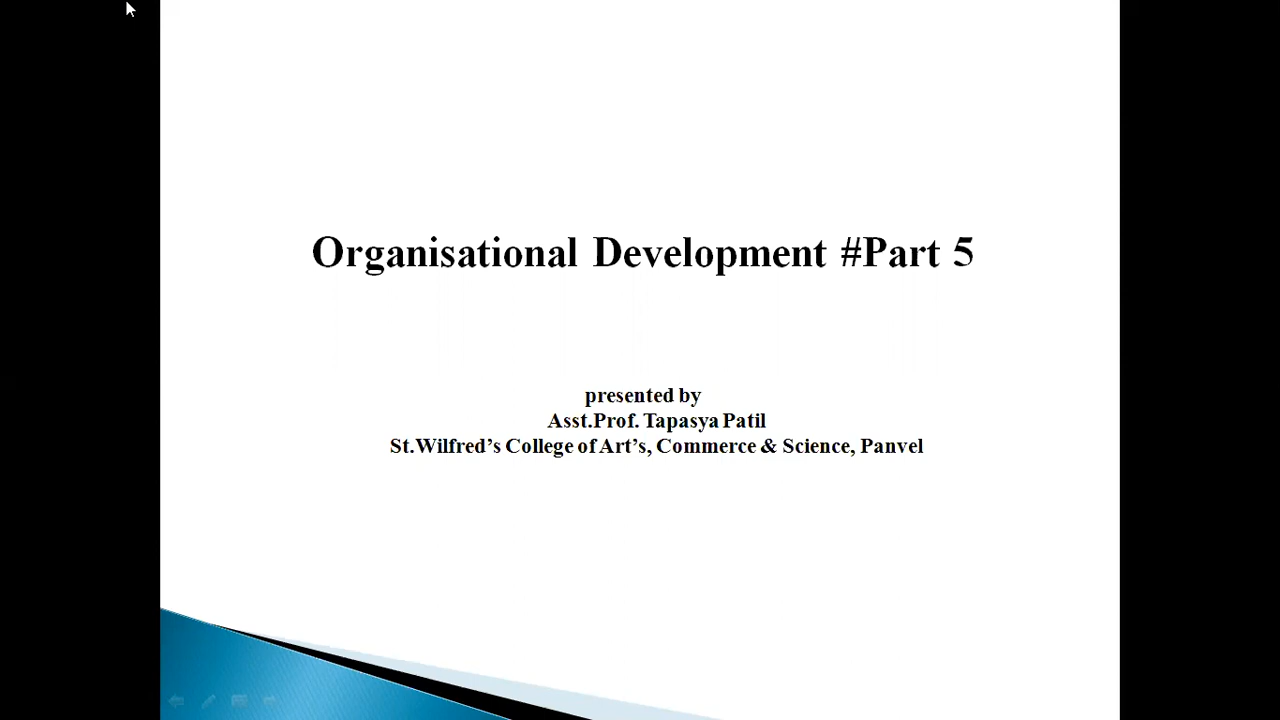 Organisational Development #Part 5
presented by
Asst.Prof. Tapasya Patil
St.Wilfred’s College of Art’s, Commerce & Science, Panvel